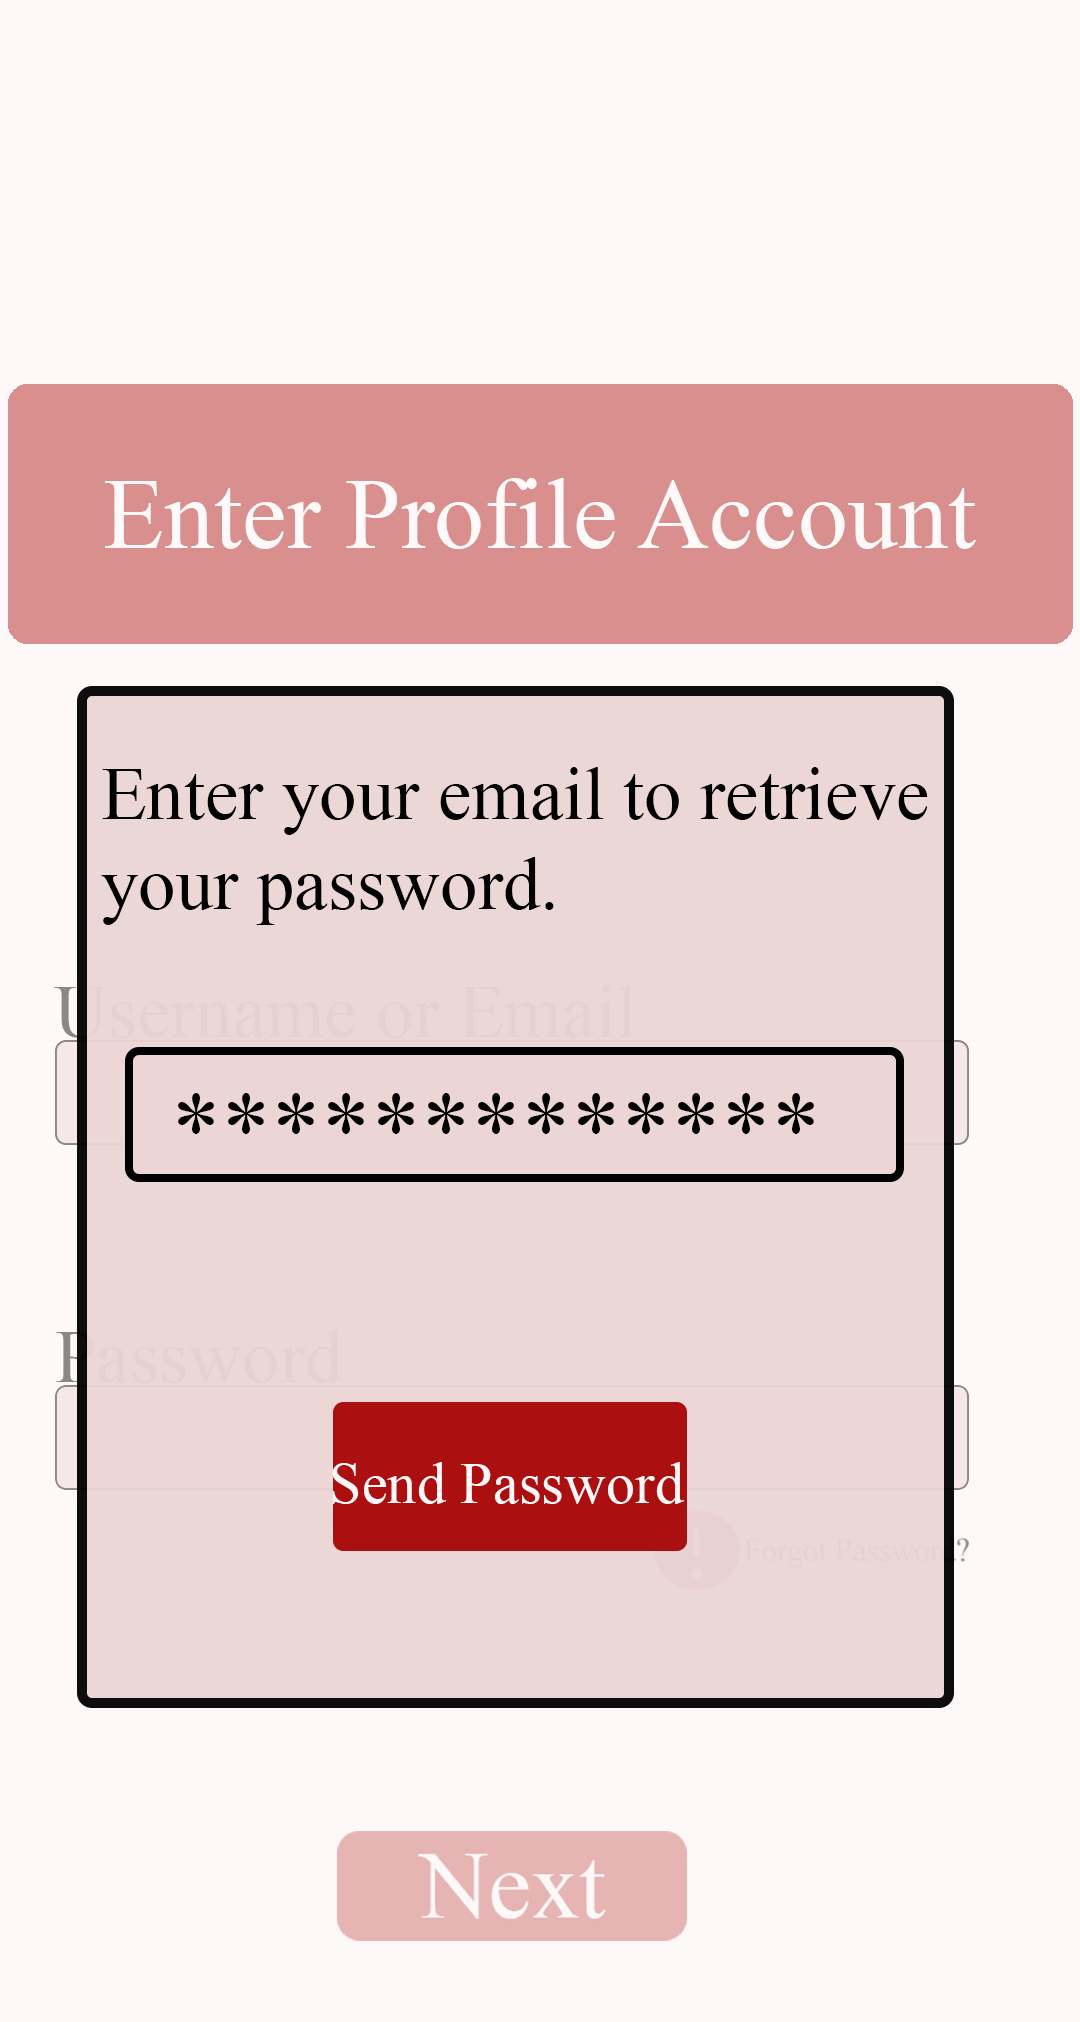 Enter Profile Account
Enter your email to retrieve
your password.
Username or Email
*************
Password
Send Password
Forgot Password?
Next